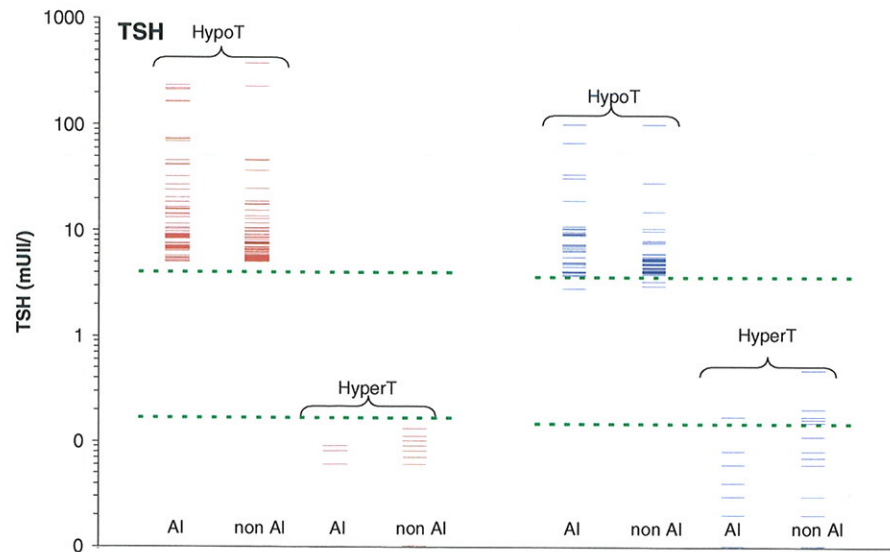 TSH
HypoT
HypoT
HyperT
HyperT
TSH (mUII/)
1000
100
10
1
0
0
AI
non AI
AI
non AI
AI
non AI
AI
non AI